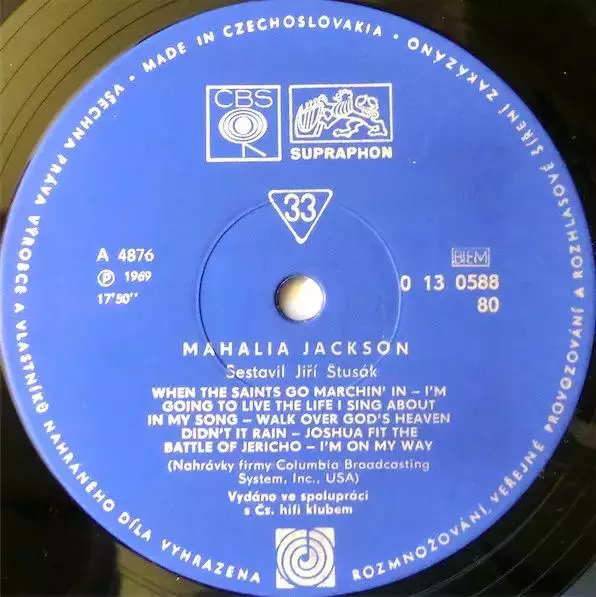 • MADE IN CZECHOSLOVAKIA •
CBS
SUPRAPHON
33
A 4876
℗ 1969
17'50''
BIEM
0 13 0588
80
MAHALIA JACKSON
Sestavil Jiří Stusák
WHEN THE SAINTS GO MARCHIN' IN – I'M
GOING TO LIVE THE LIFE I SING ABOUT
IN MY SONG – WALK OVER GOD'S HEAVEN
DIDN'T IT RAIN – JOSHUA FIT THE
BATTLE OF JERICHO – I'M ON MY WAY
(Nahrávky firmy Columbia Broadcasting
System, Inc., USA)
Vydáno ve spolupráci
s Čs. hifi klubem
VŠECHNA PRÁVA VÝROBCE A VLASTNÍKŮ NAHRANÉHO DÍLA VYHRAZENA
ROZMNOŽOVÁNÍ, VEŘEJNÉ PROVOZOVÁNÍ A ROZHLASOVÉ ŠÍŘENÍ ZAKÁZÁNO